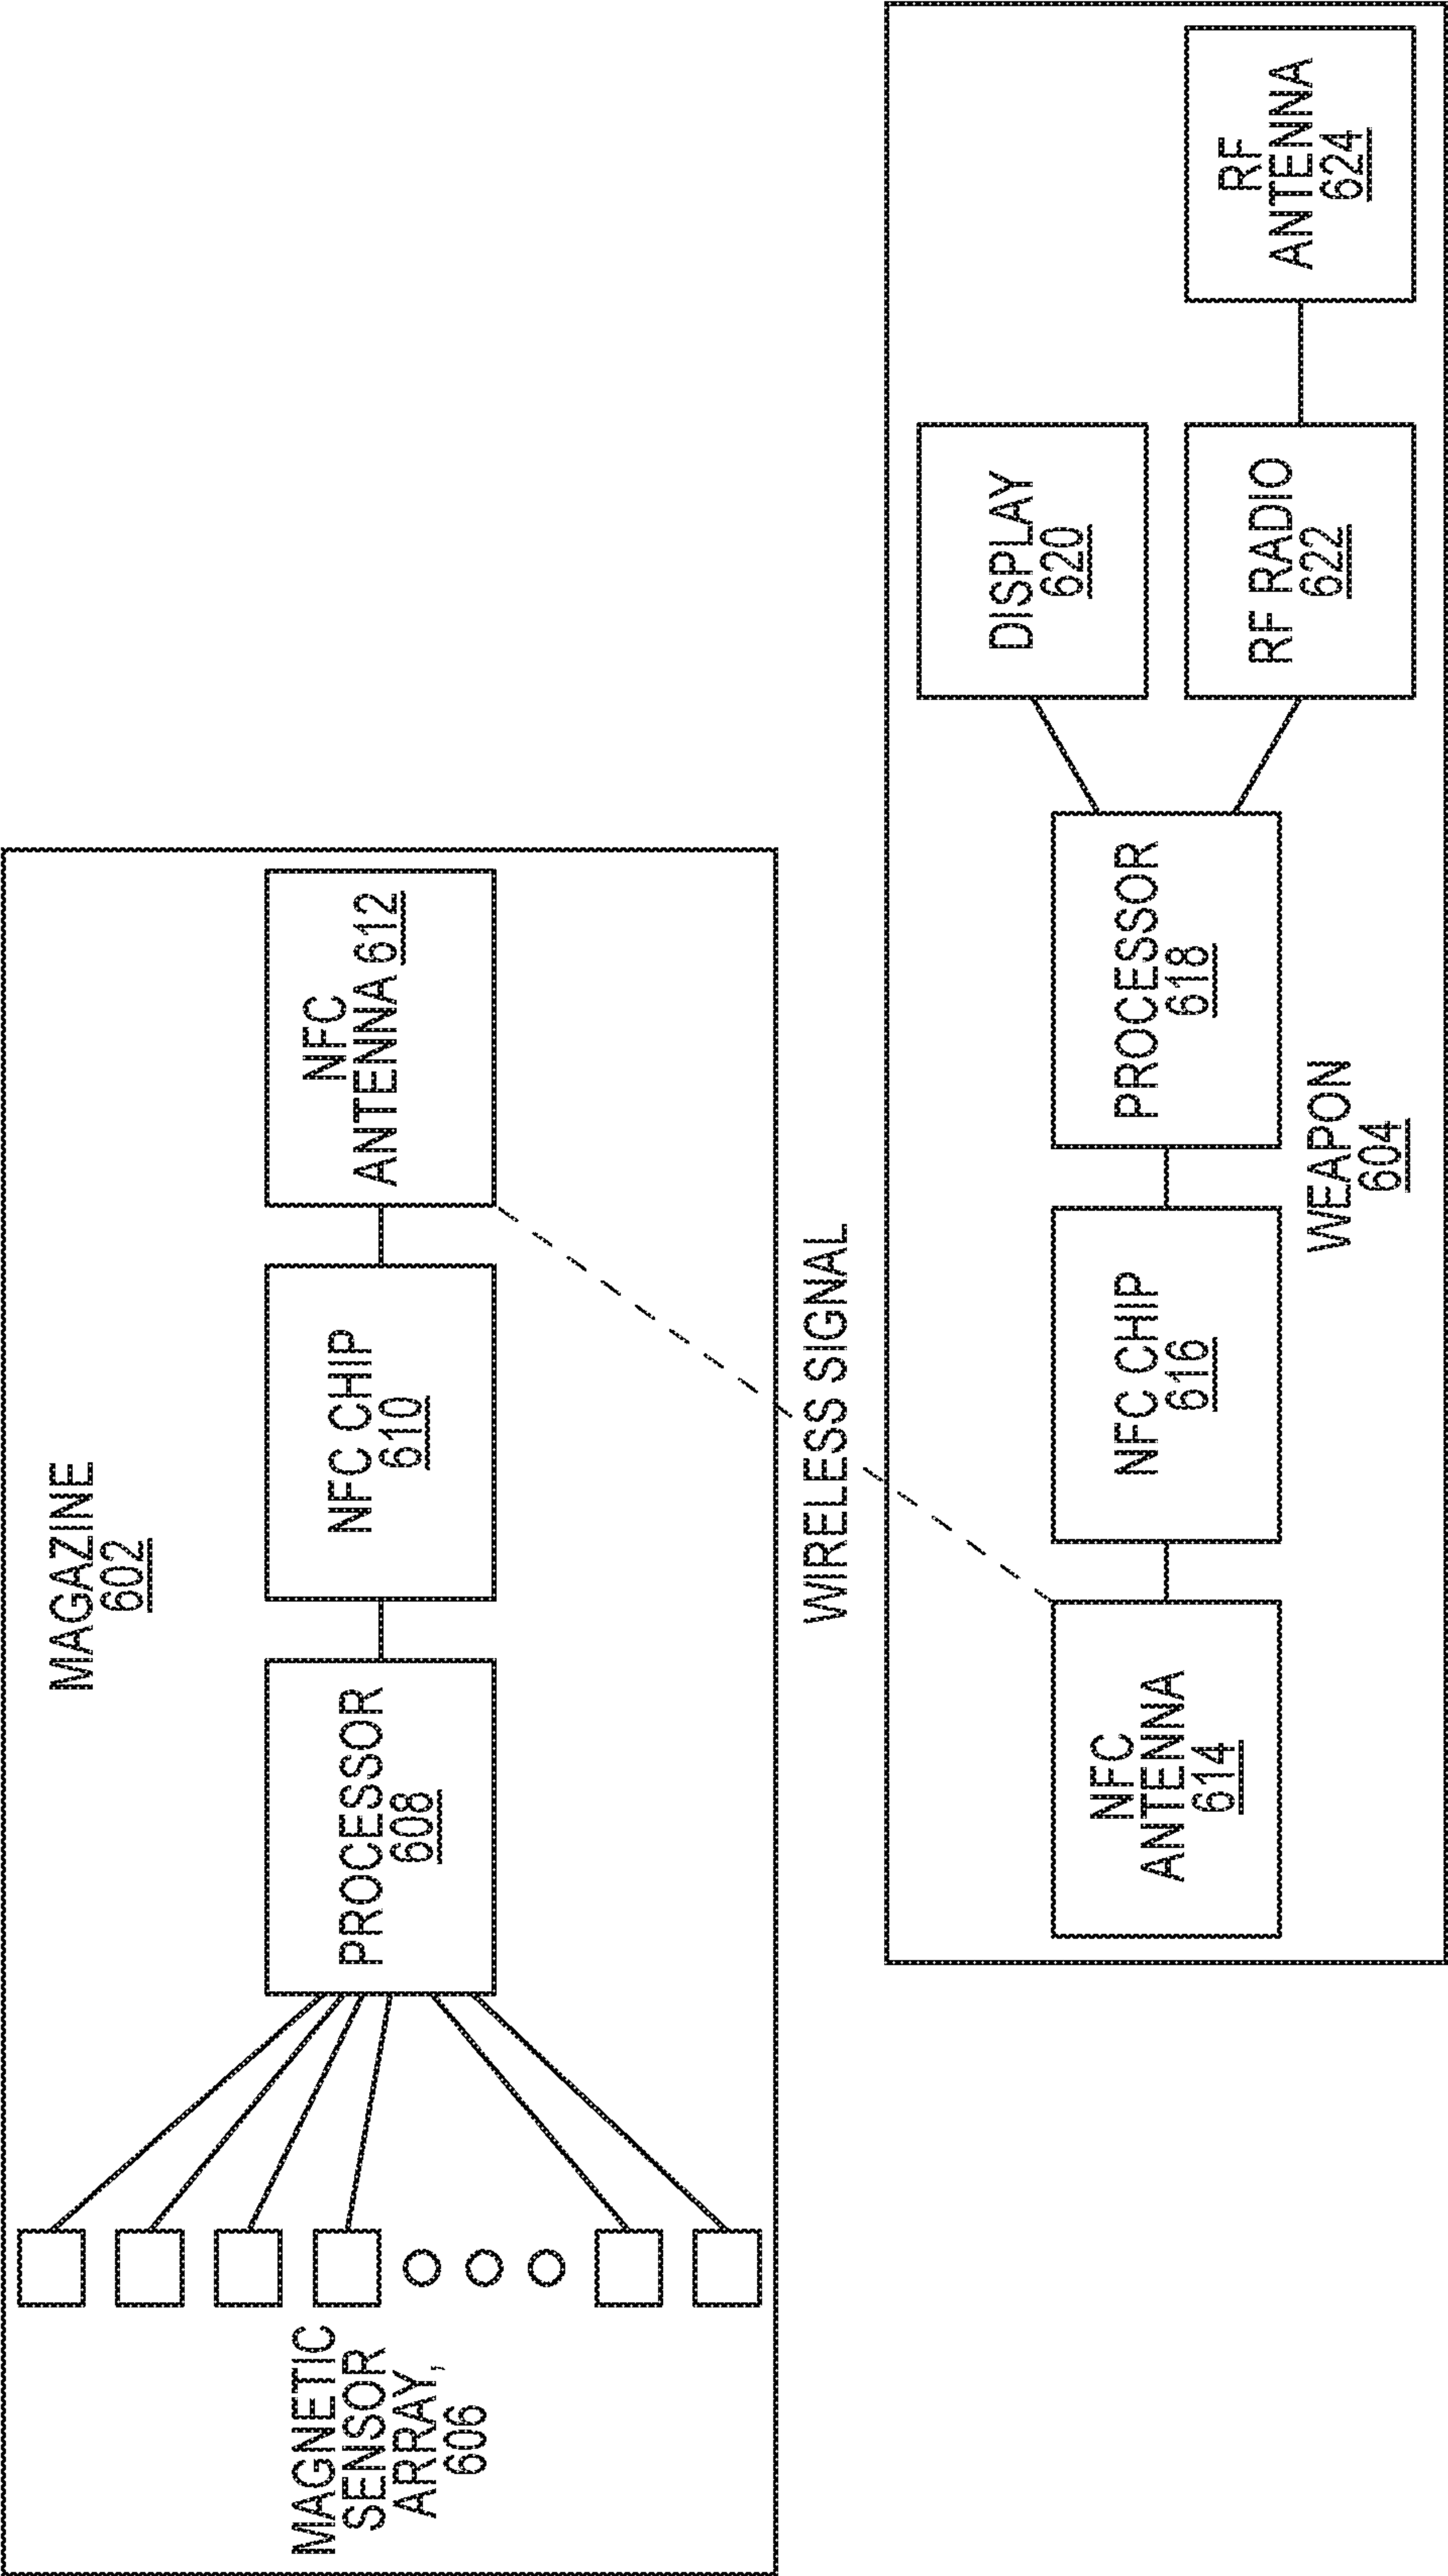 MAGAZINE
602
MAGNETIC
SENSOR
ARRAY,
606
PROCESSOR
608
NFC CHIP
610
NFC
ANTENNA 612
WIRELESS SIGNAL
NFC
ANTENNA
614
NFC CHIP
616
PROCESSOR
618
DISPLAY
620
RF RADIO
622
RF
ANTENNA
624
WEAPON
604